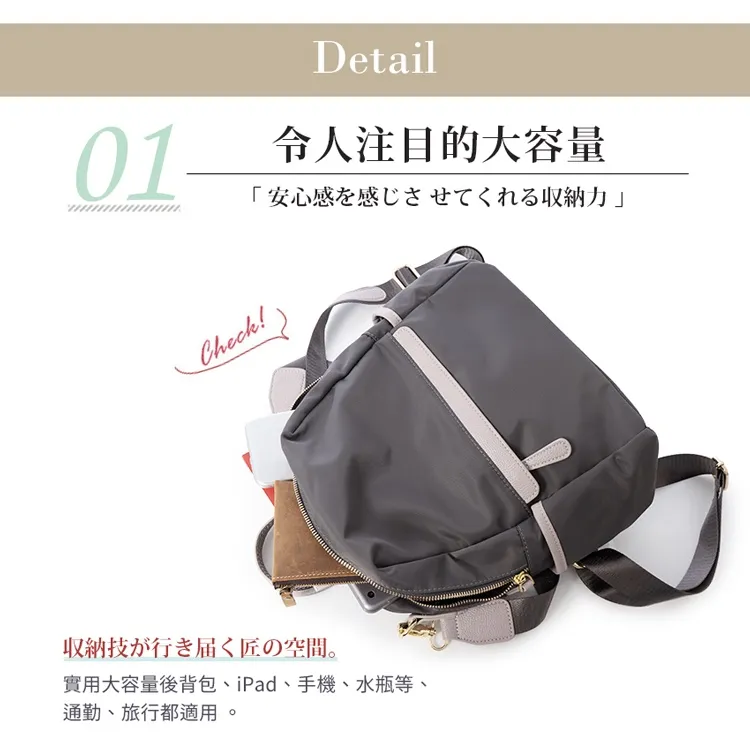 Detail
01
令人注目的大容量
「 安心感を感じさ せてくれる収納力 」
Check!
収納技が行き届く匠の空間。
實用大容量後背包、iPad、手機、水瓶等、
通勤、旅行都適用 。